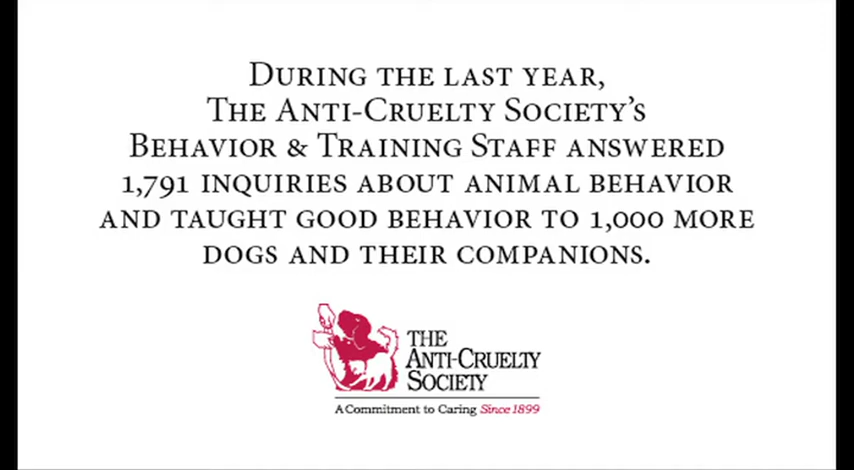 During the last year,
The Anti-Cruelty Society's
Behavior & Training Staff answered
1,791 inquiries about animal behavior
and taught good behavior to 1,000 more
dogs and their companions.
THE
ANTI-CRUELTY
SOCIETY
A Commitment to Caring Since 1899